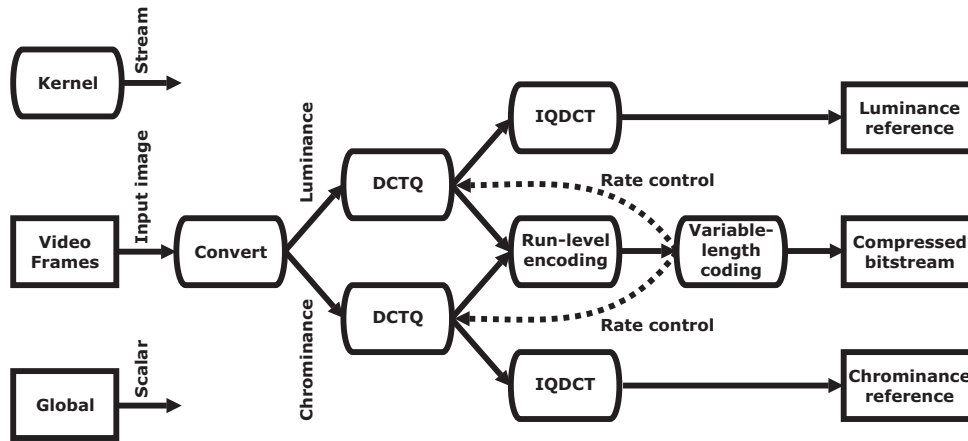 Kernel
Stream
Input image
Video
Frames
Global
Scalar
Convert
Luminance
Chrominance
DCTQ
DCTQ
IQDCT
Rate control
Run-level
encoding
Variable-
length
coding
Rate control
IQDCT
Luminance
reference
Compressed
bitstream
Chrominance
reference